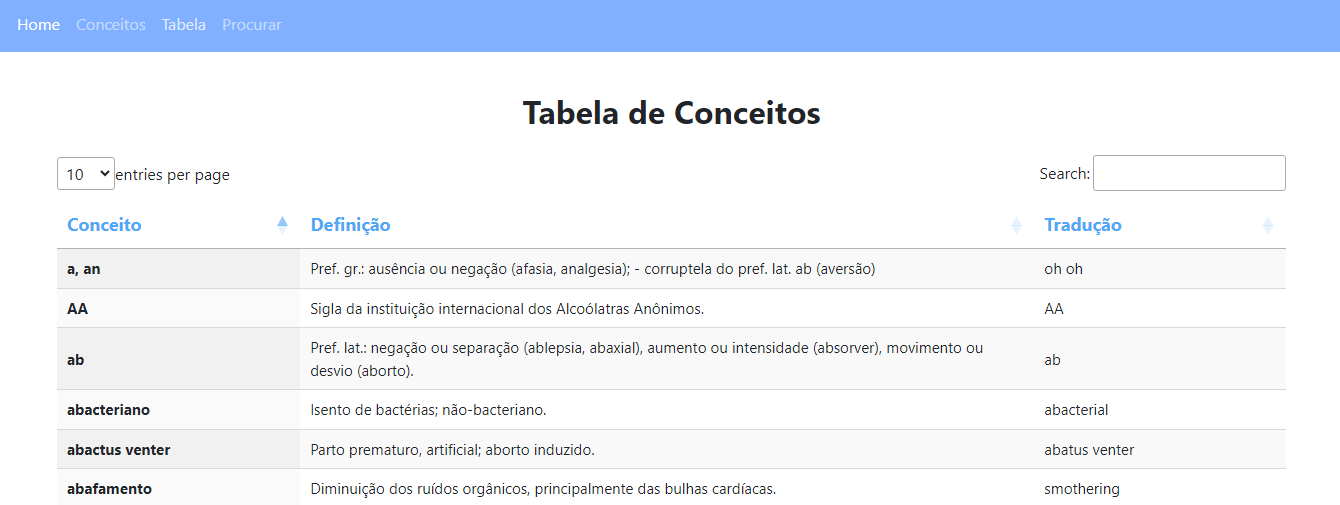 Home Conceitos Tabela Procurar
Tabela de Conceitos
10 entries per page Search:
Conceito Definição Tradução
a, an Pref. gr.: ausência ou negação (afasia, analgesia); - corruptela do pref. lat. ab (aversão) oh oh
AA Sigla da instituição internacional dos Alcoólatras Anônimos. AA
ab Pref. lat.: negação ou separação (ablepsia, abaxial), aumento ou intensidade (absorver), movimento ou
desvio (aborto). ab
abacteriano Isento de bactérias; não-bacteriano. abacterial
abactus venter Parto prematuro, artificial; aborto induzido. abatus venter
abafamento Diminuição dos ruídos orgânicos, principalmente das bulhas cardíacas. smothering